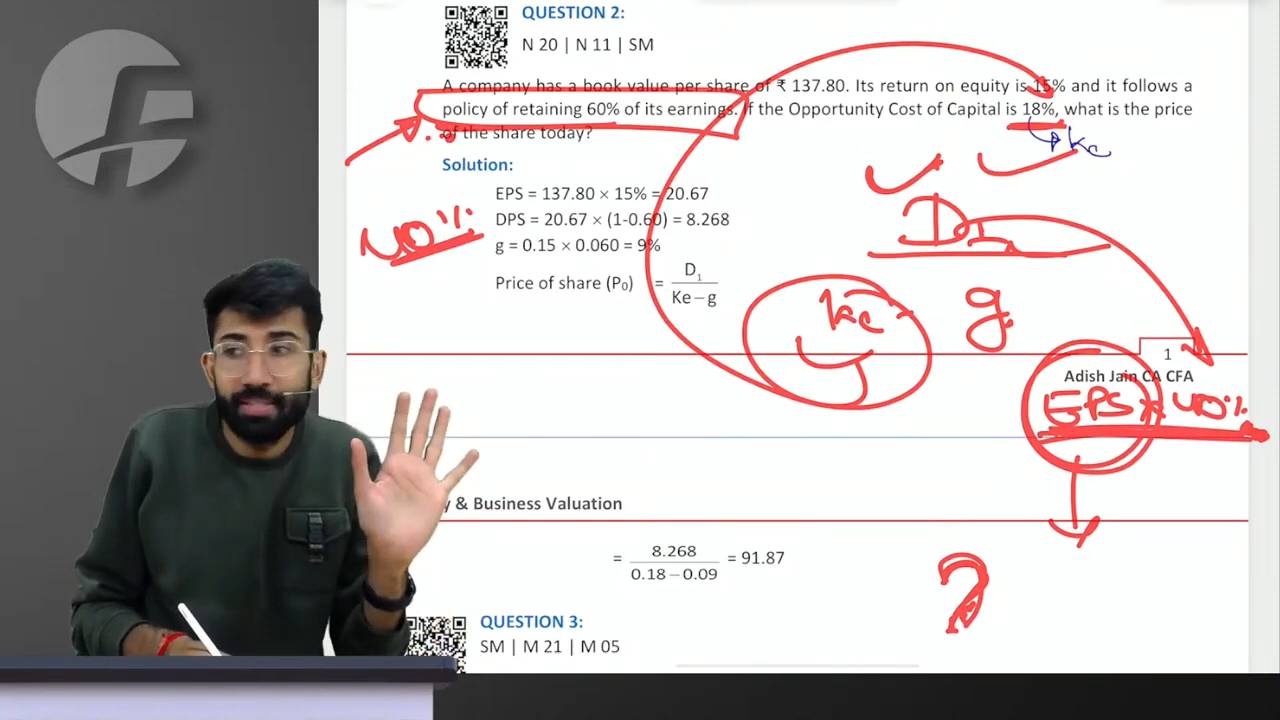 QUESTION 2:
N 20 | N 11 | SM
A company has a book value per share of ₹ 137.80. Its return on equity is 15% and it follows a
policy of retaining 60% of its earnings. If the Opportunity Cost of Capital is 18%, what is the price
of the share today?
Ke
Solution:
EPS = 137.80 × 15% = 20.67
DPS = 20.67 × (1-0.60) = 8.268
g = 0.15 × 0.060 = 9%
Price of share (P₀) = D₁
Ke – g
40%
D1
Ke
g
1
Adish Jain CA CFA
EPS × 40%
y & Business Valuation
= 8.268 = 91.87
0.18 – 0.09
?
QUESTION 3:
SM | M 21 | M 05